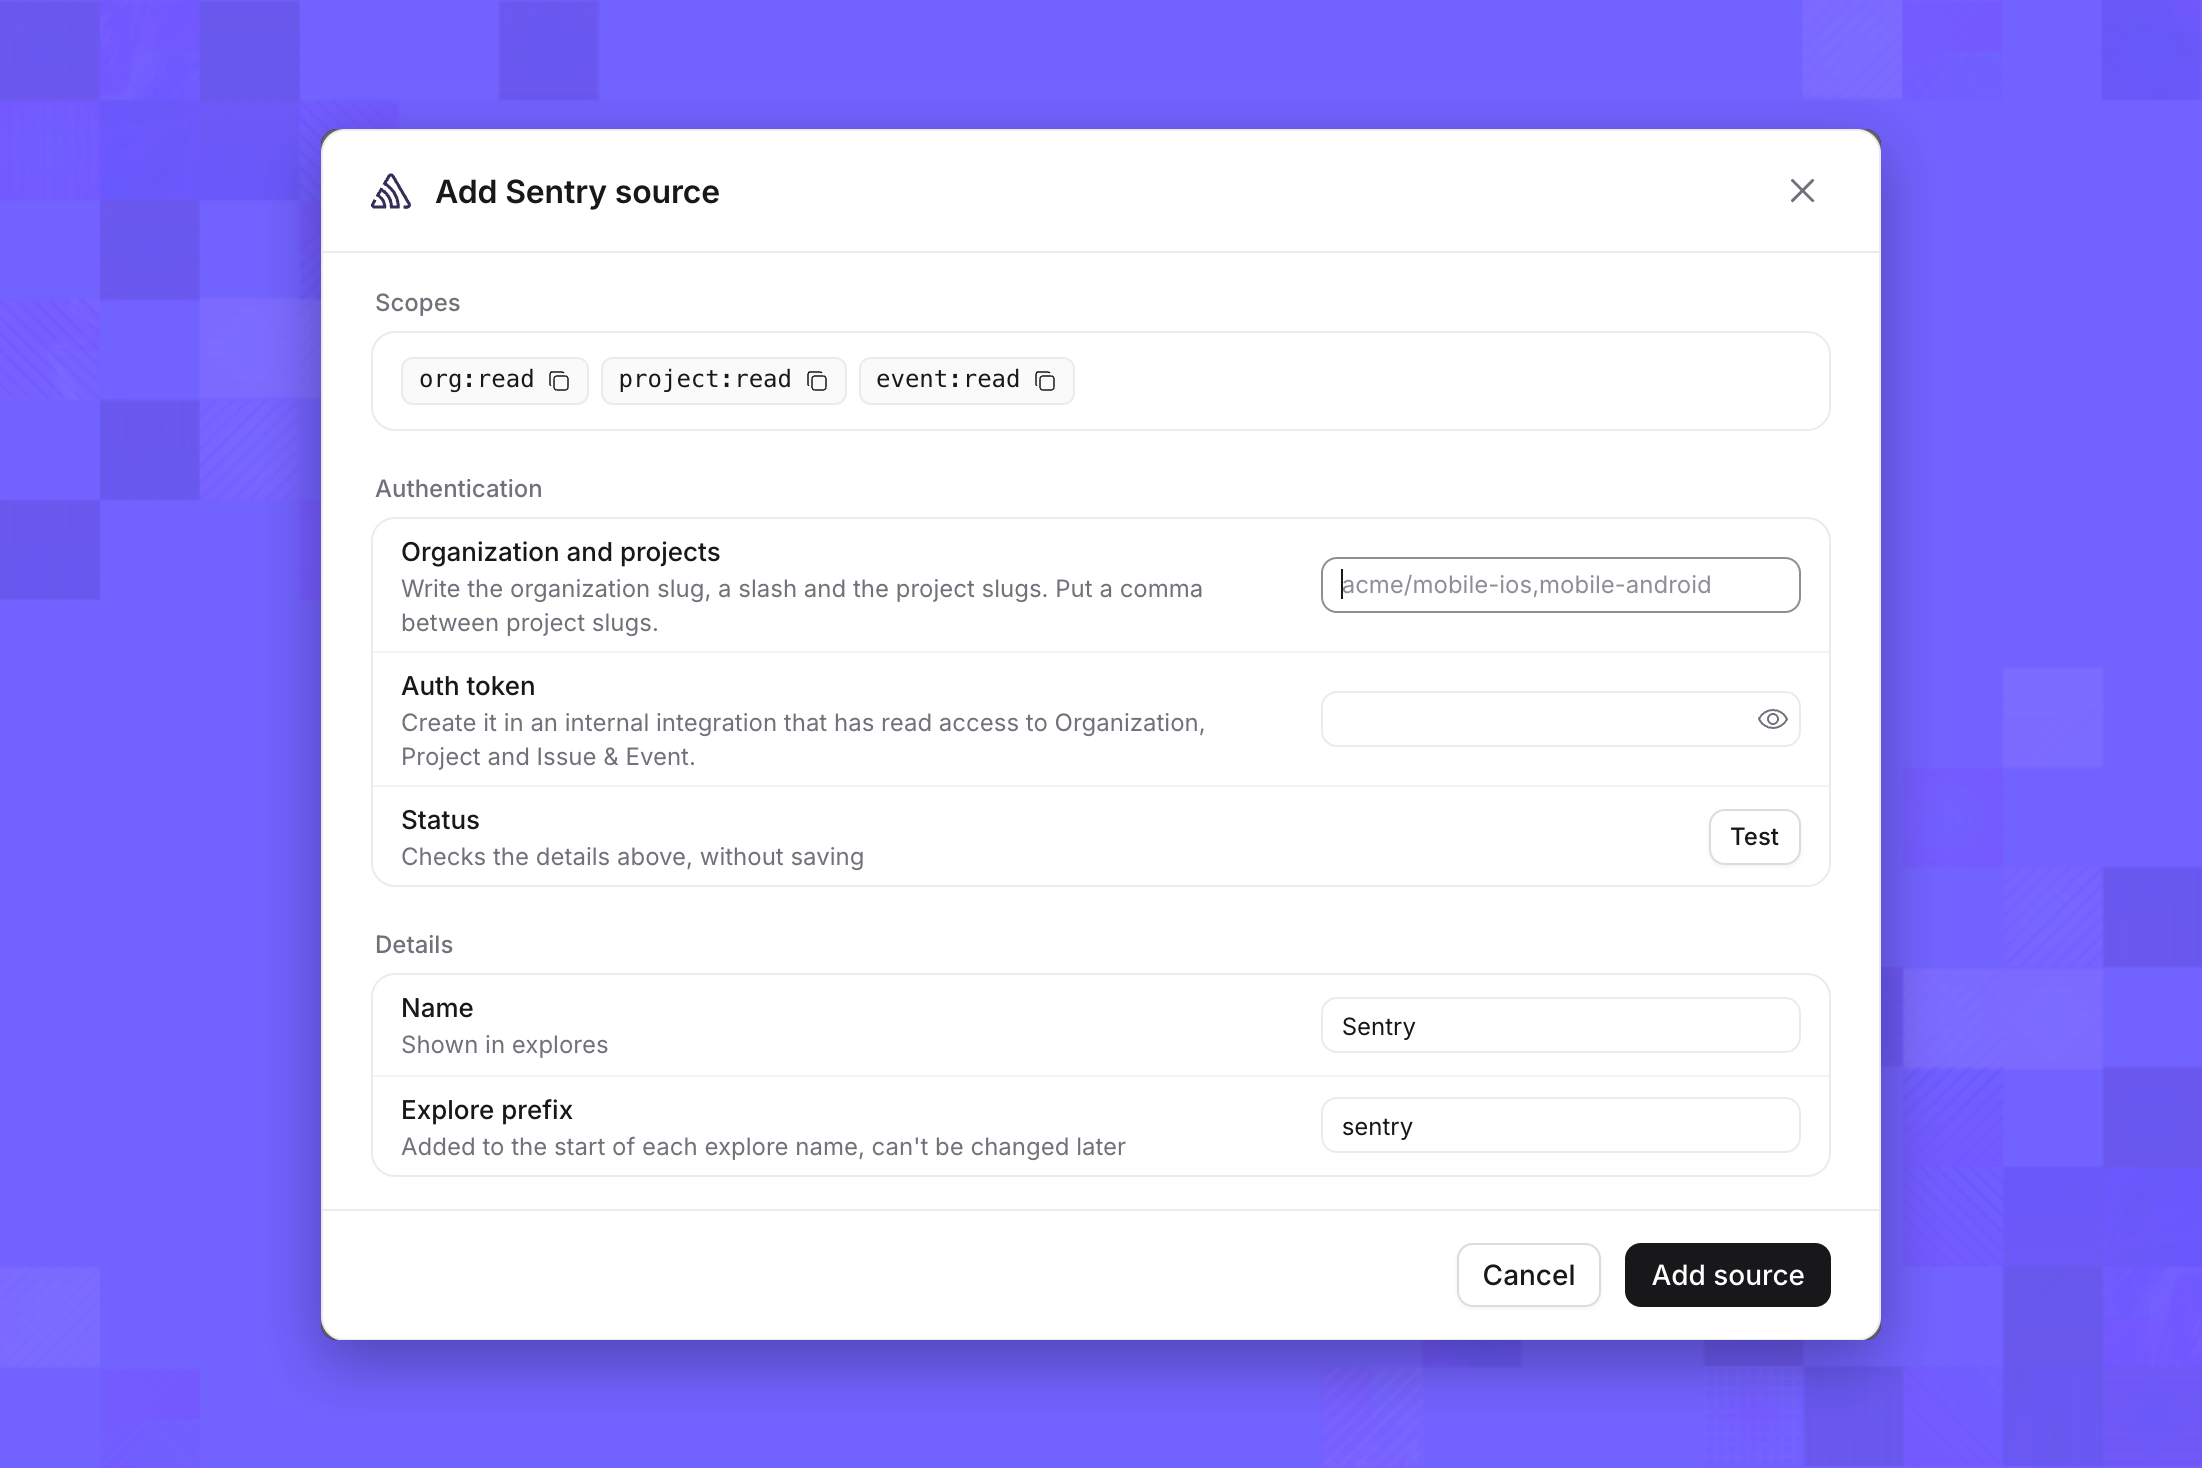 Add Sentry source
Scopes
org:read project:read event:read
Authentication
Organization and projects
Write the organization slug, a slash and the project slugs. Put a comma
between project slugs.
acme/mobile-ios,mobile-android
Auth token
Create it in an internal integration that has read access to Organization,
Project and Issue & Event.
Status
Checks the details above, without saving
Test
Details
Name
Shown in explores
Sentry
Explore prefix
Added to the start of each explore name, can't be changed later
sentry
Cancel Add source